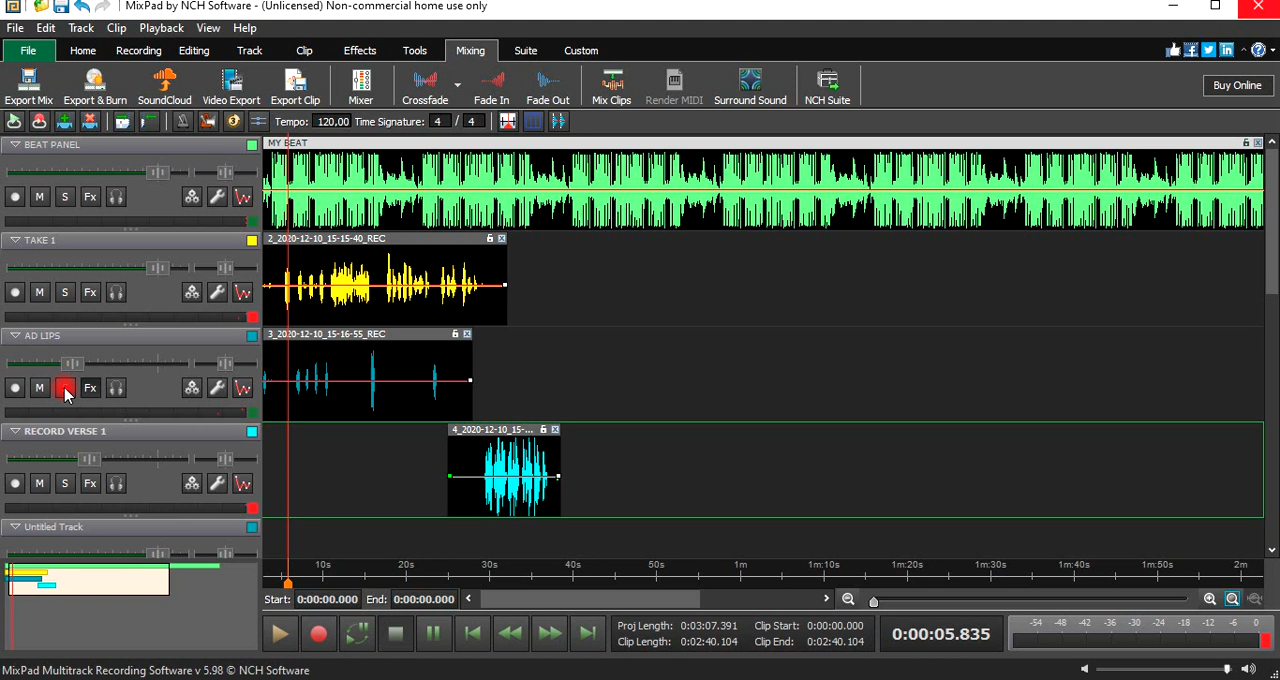 MixPad by NCH Software - (Unlicensed) Non-commercial home use only
File Edit Track Clip Playback View Help
File Home Recording Editing Track Clip Effects Tools Mixing Suite Custom
Export Mix Export & Burn SoundCloud Video Export Export Clip Mixer Crossfade Fade In Fade Out Mix Clips Render MIDI Surround Sound NCH Suite Buy Online
Tempo: 120,00 Time Signature: 4 / 4
BEAT PANEL
MY BEAT
M S Fx
TAKE 1
2_2020-12-10_15-15-40_REC
M S Fx
AD LIPS
3_2020-12-10_15-16-55_REC
M Fx
RECORD VERSE 1
4_2020-12-10_15-...
M S Fx
Untitled Track
10s 20s 30s 40s 50s 1m 1m:10s 1m:20s 1m:30s 1m:40s 1m:50s 2m
Start: 0:00:00.000 End: 0:00:00.000
Proj Length: 0:03:07.391 Clip Start: 0:00:00.000
Clip Length: 0:02:40.104 Clip End: 0:02:40.104
0:00:05.835
-54 -48 -42 -36 -30 -24 -18 -12 -6 0
MixPad Multitrack Recording Software v 5.98 © NCH Software